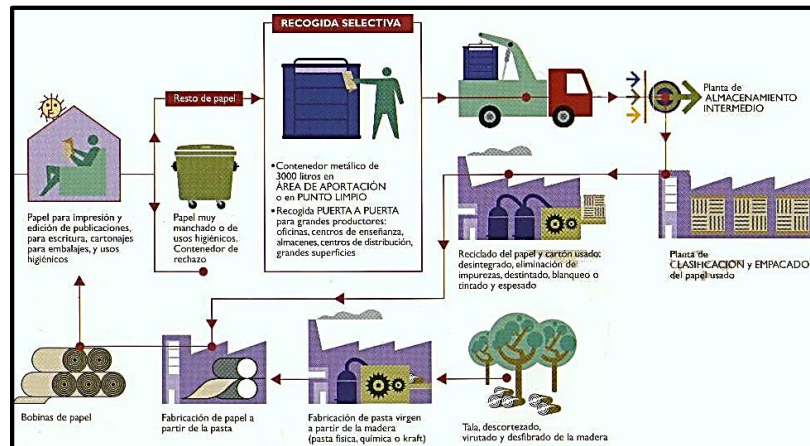 RECOGIDA SELECTIVA
Resto de papel
Planta de
ALMACENAMIENTO
INTERMEDIO
•Contenedor metálico de
3000 litros en
ÁREA DE APORTACIÓN
o en PUNTO LIMPIO
•Recogida PUERTA A PUERTA
para grandes productores:
oficinas, centros de enseñanza,
almacenes, centros de distribución,
grandes superficies
Papel para impresión y
edición de publicaciones,
para escritura, cartonajes
para embalajes, y usos
higiénicos
Papel muy
manchado o de
usos higiénicos.
Contenedor de
rechazo
Reciclado del papel y cartón usado:
desintegrado, eliminación de
impurezas, destintado, blanqueo o
tintado y espesado
Planta de
CLASIFICACIÓN y EMPACADO
del papel usado
Bobinas de papel
Fabricación de papel a
partir de la pasta
Fabricación de pasta virgen
a partir de la madera
(pasta física, química o kraft)
Tala, descortezado,
virutado y desfibrado de la madera